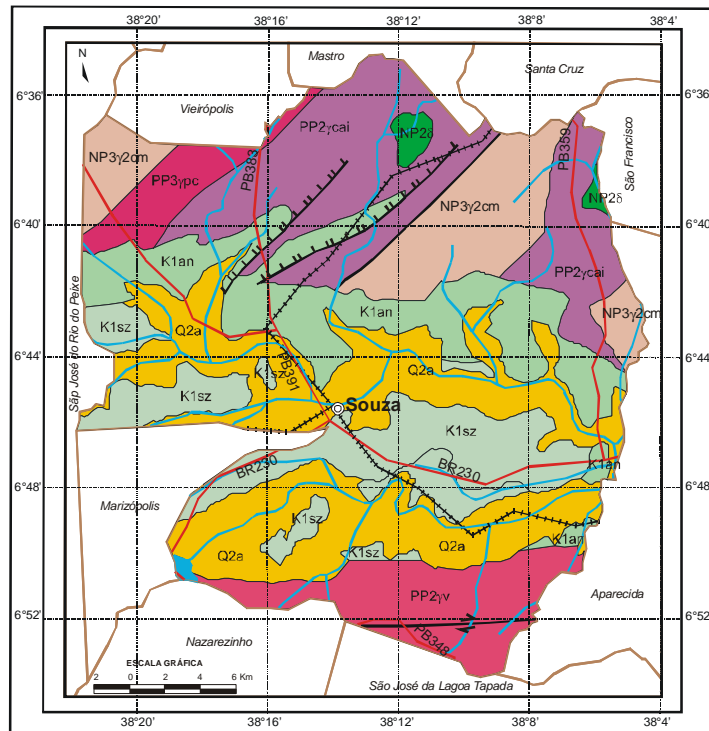 38°20' 38°16' 38°12' 38°8' 38°4'
N
Mastro
Santa Cruz
6°36' 6°36'
Vieirópolis
PP2γcai
NP2δ
PB383
PB359
São Francisco
NP3γ2cm
PP3γpc
NP2δ
6°40' 6°40'
NP3γ2cm
K1an
PP2γcai
K1an
NP3γ2cm
K1sz
Q2a
São José do Rio do Peixe
6°44' 6°44'
K1sz
PB391
Q2a
K1sz
Souza
K1sz
BR230
BR230
K1an
6°48' 6°48'
Marizópolis
K1sz
Q2a
K1an
Q2a
K1sz
PP2γv
Aparecida
6°52' 6°52'
Nazarezinho
PB348
ESCALA GRÁFICA
2 0 2 4 6 Km
São José da Lagoa Tapada
38°20' 38°16' 38°12' 38°8' 38°4'